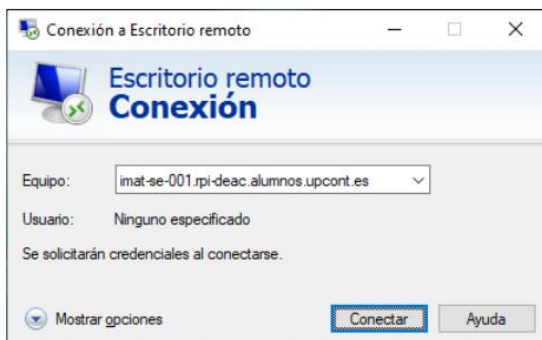 Conexión a Escritorio remoto
Escritorio remoto
Conexión
Equipo: imat-se-001.rpi-deac.alumnos.upcont.es
Usuario: Ninguno especificado
Se solicitarán credenciales al conectarse.
Mostrar opciones Conectar Ayuda